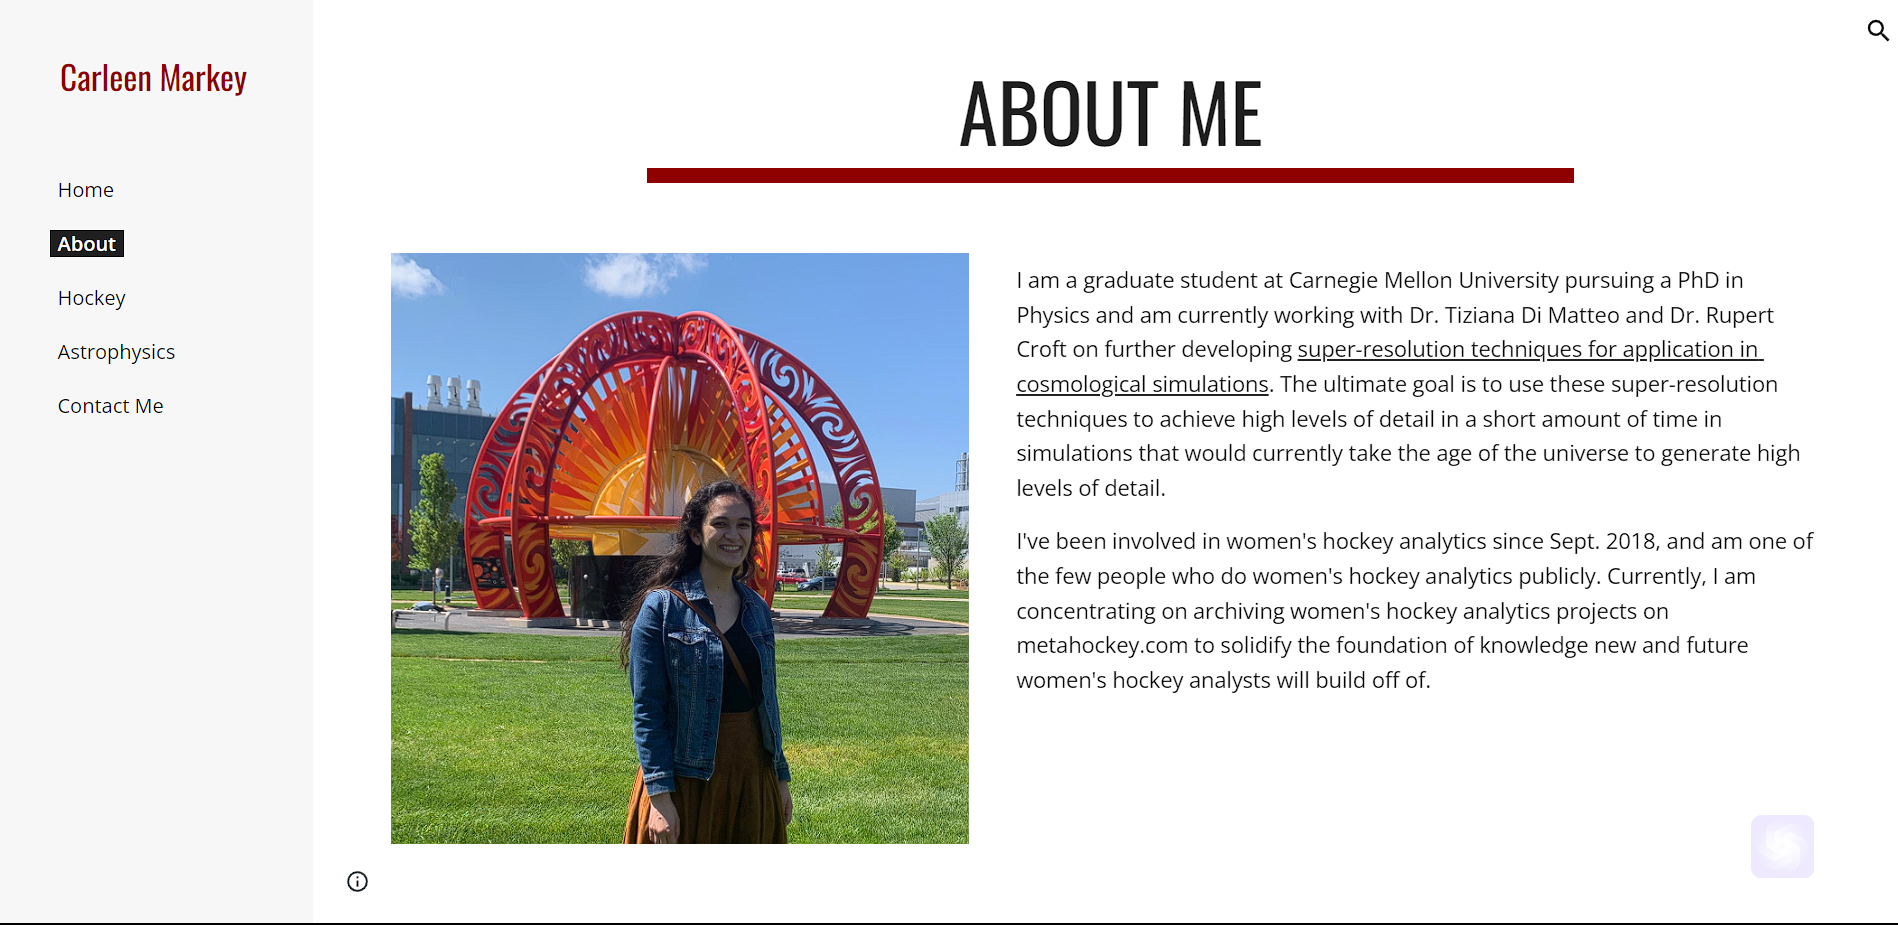 Carleen Markey
Home
About
Hockey
Astrophysics
Contact Me
ABOUT ME
I am a graduate student at Carnegie Mellon University pursuing a PhD in
Physics and am currently working with Dr. Tiziana Di Matteo and Dr. Rupert
Croft on further developing super-resolution techniques for application in
cosmological simulations. The ultimate goal is to use these super-resolution
techniques to achieve high levels of detail in a short amount of time in
simulations that would currently take the age of the universe to generate high
levels of detail.
I've been involved in women's hockey analytics since Sept. 2018, and am one of
the few people who do women's hockey analytics publicly. Currently, I am
concentrating on archiving women's hockey analytics projects on
metahockey.com to solidify the foundation of knowledge new and future
women's hockey analysts will build off of.